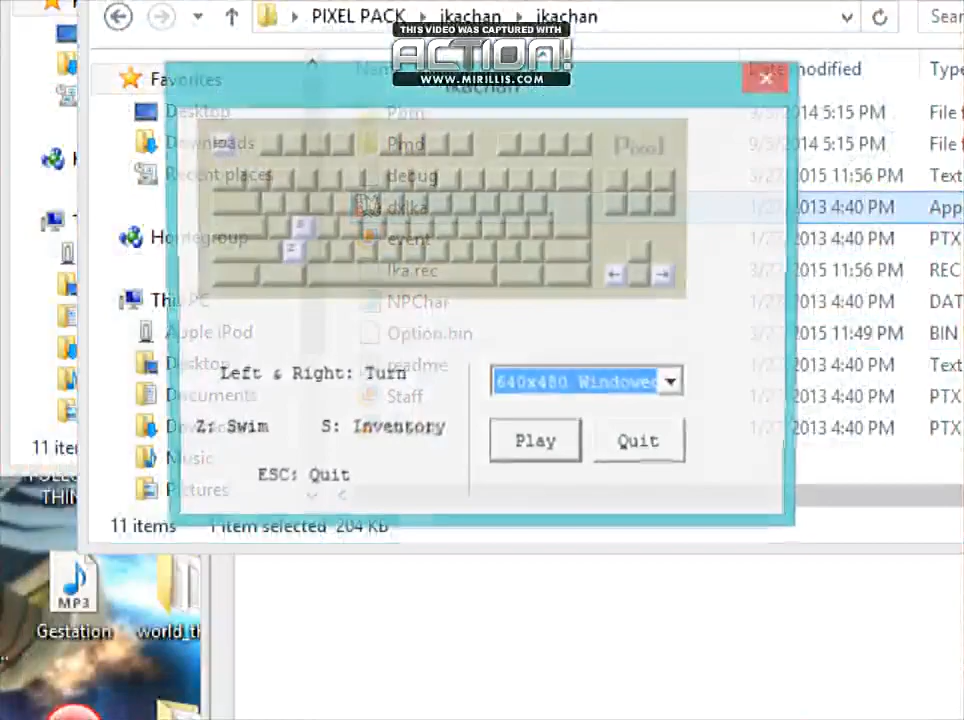 PIXEL PACK ikachan ikachan Sear
THIS VIDEO WAS CAPTURED WITH
ACTION!
WWW.MIRILLIS.COM
Favorites Date modified Type
ikachan
Desktop Pbm 5:15 PM File f
Downloads Pmd Pixel 9/5/2014 5:15 PM File f
Recent places debug 3/27/2015 11:56 PM Text
dxIka 1/27/2013 4:40 PM App
Homegroup event 1/27/2013 4:40 PM PTX
Ika.rec 3/27/2015 11:56 PM REC
This PC NPChar 1/27/2013 4:40 PM DAT
Apple iPod Option.bin 3/27/2015 11:49 PM BIN
Desktop readme 1/27/2013 4:40 PM Text
Left & Right: Turn 640x480 Windowed
Documents Staff 1/27/2013 4:40 PM PTX
Z: Swim S: Inventory 1/27/2013 4:40 PM PTX
Play Quit
Music
ESC: Quit
Pictures
11 items 1 item selected 204 KB
11 item
THIN
MP3
Gestation world_th